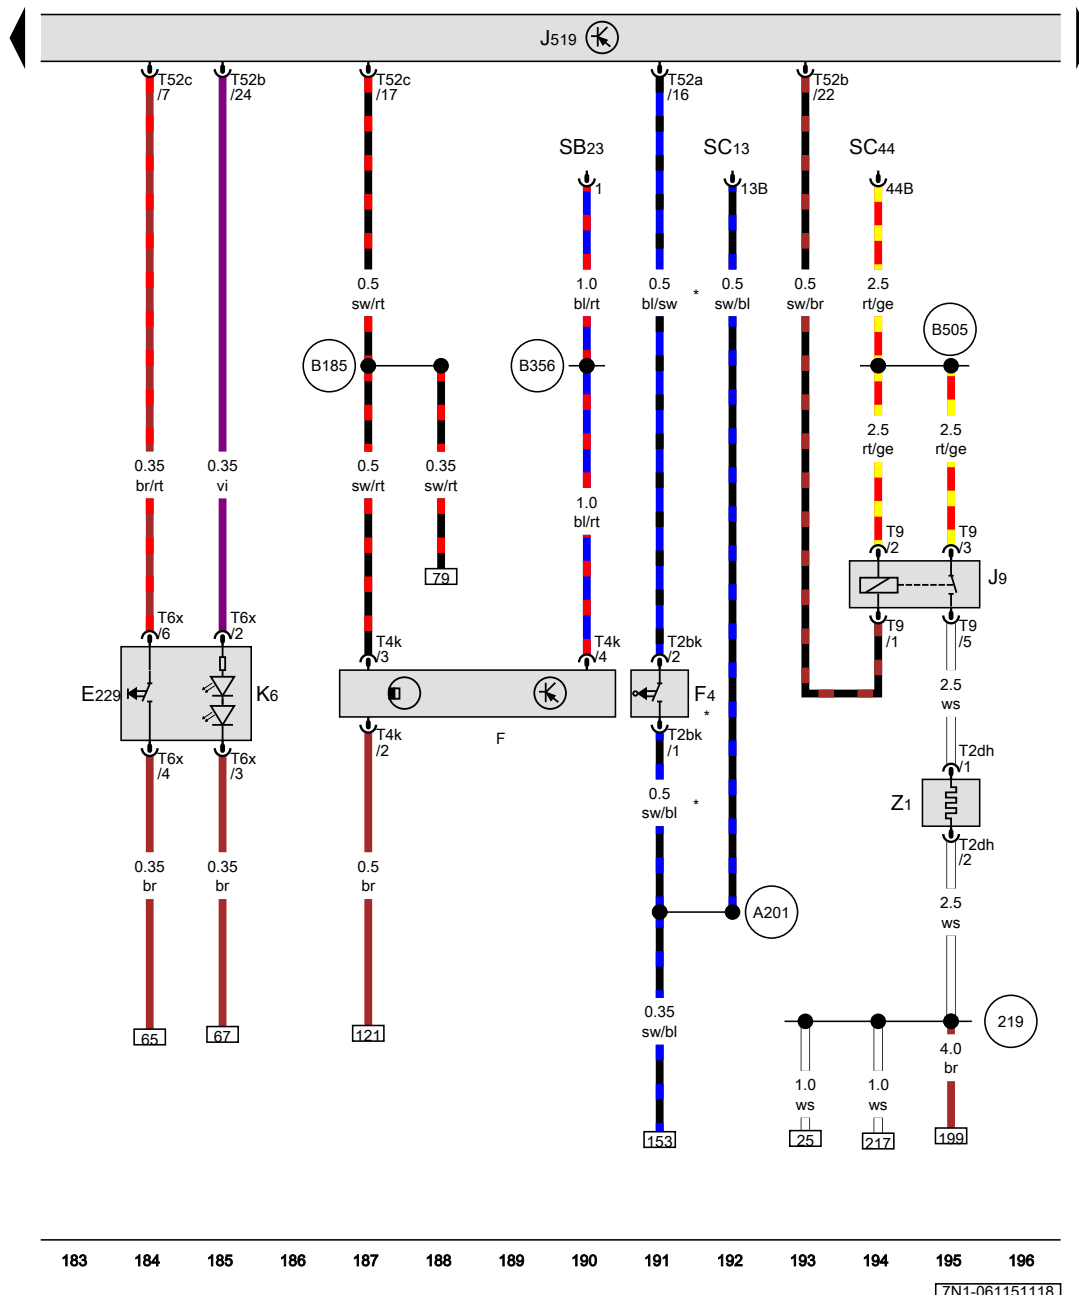 J519
T52c
/7
T52b
/24
T52c
/17
T52a
/16
T52b
/22
SB23
SC13
SC44
1
13B
44B
0.5
sw/rt
1.0
bl/rt
0.5
bl/sw
*
0.5
sw/bl
0.5
sw/br
2.5
rt/ge
B505
B185
B356
0.35
br/rt
0.35
vi
0.5
sw/rt
0.35
sw/rt
1.0
bl/rt
2.5
rt/ge
2.5
rt/ge
T9
/2
T9
/3
79
J9
T6x
/6
T6x
/2
T4k
/3
T4k
/4
T2bk
/2
T9
/1
T9
/5
E229
K6
F
F4
*
2.5
ws
T6x
/4
T6x
/3
T4k
/2
T2bk
/1
T2dh
/1
Z1
0.5
sw/bl
*
T2dh
/2
0.35
br
0.35
br
0.5
br
A201
2.5
ws
0.35
sw/bl
219
65
67
121
4.0
br
1.0
ws
1.0
ws
153
25
217
199
183 184 185 186 187 188 189 190 191 192 193 194 195 196
7N1-061151118